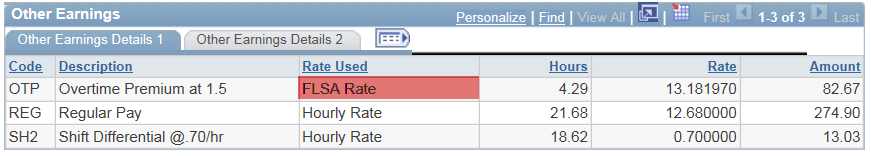 Other Earnings
Personalize | Find | View All | | First 1-3 of 3 Last
Other Earnings Details 1 Other Earnings Details 2
Code Description Rate Used Hours Rate Amount
OTP Overtime Premium at 1.5 FLSA Rate 4.29 13.181970 82.67
REG Regular Pay Hourly Rate 21.68 12.680000 274.90
SH2 Shift Differential @.70/hr Hourly Rate 18.62 0.700000 13.03